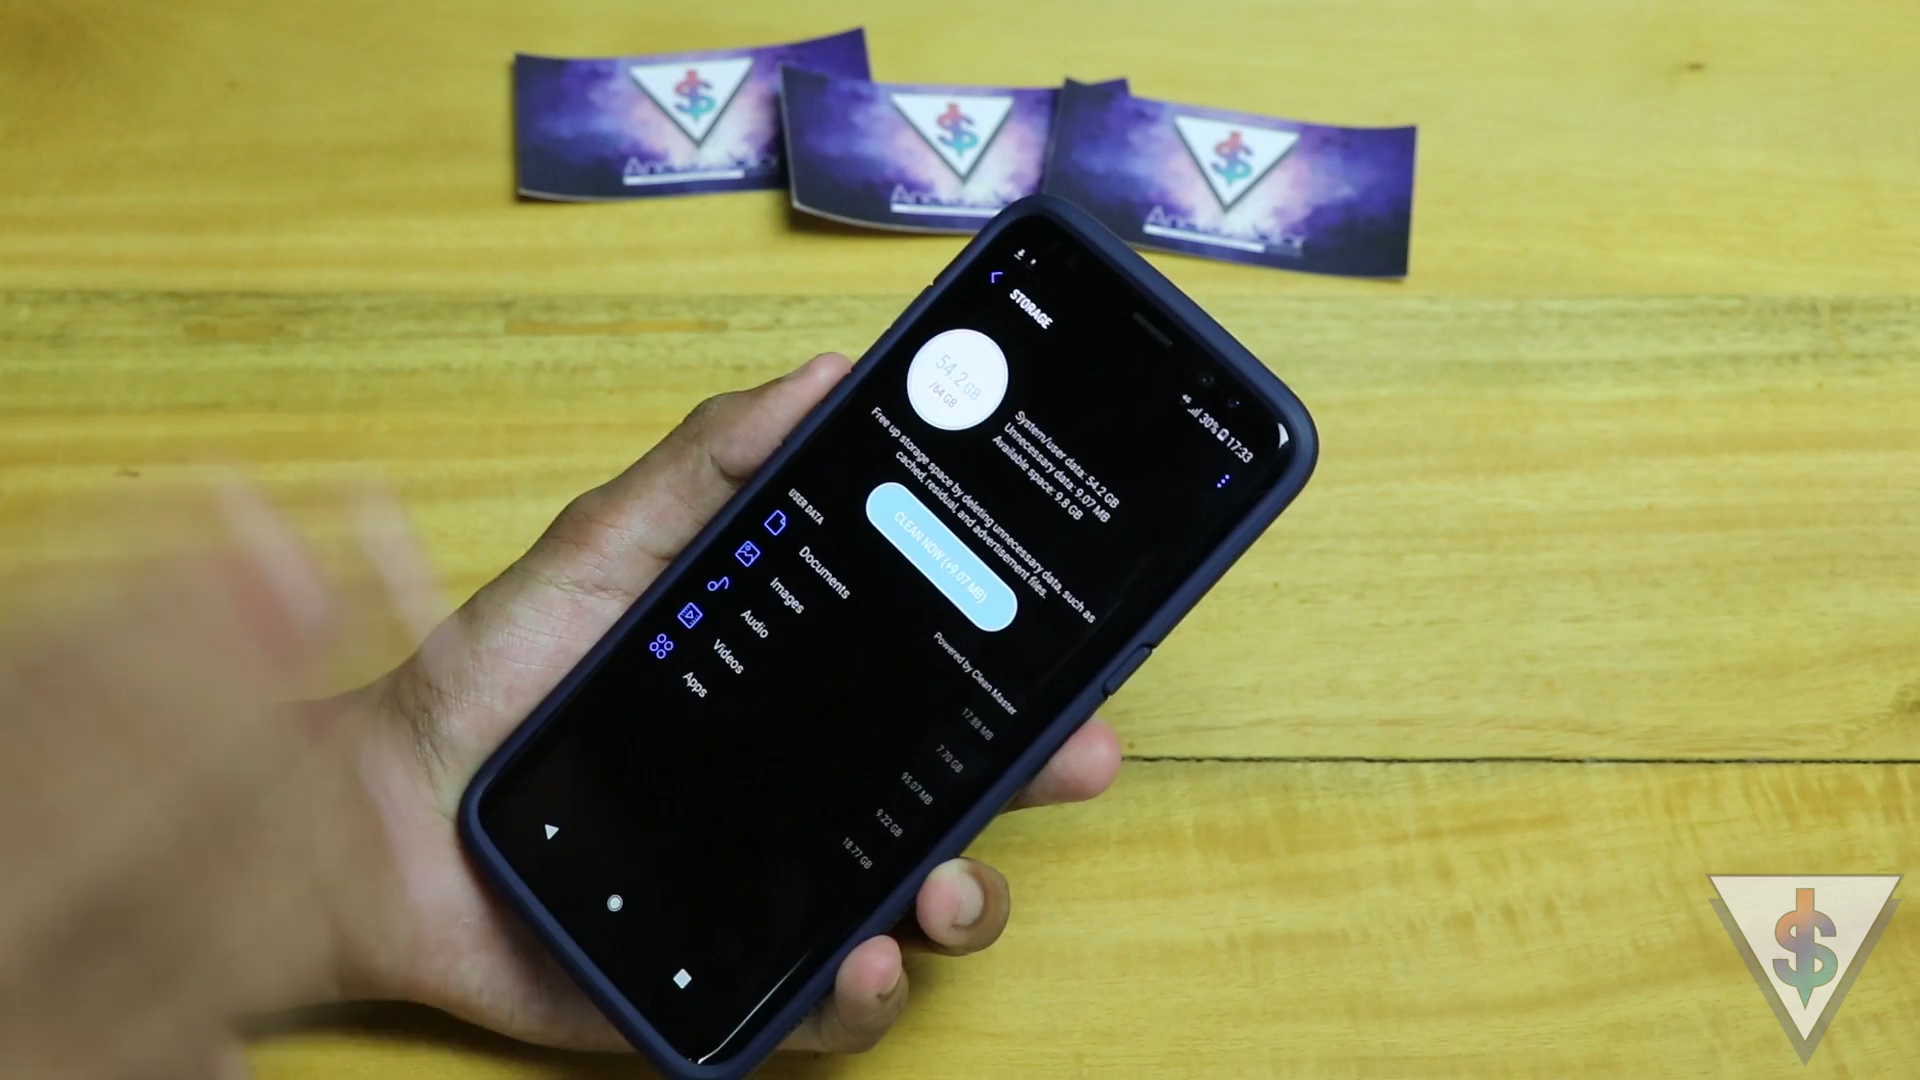 30% 17:33
STORAGE
54.2 GB
/64 GB
System/user data: 54.2 GB
Unnecessary data: 9.07 MB
Available space: 9.8 GB
Free up storage space by deleting unnecessary data, such as
cached, residual, and advertisement files.
CLEAN NOW (+9.07 MB)
Powered by Clean Master
USER DATA
Documents 17.88 MB
Images 7.70 GB
Audio 95.07 MB
Videos 9.22 GB
Apps 18.77 GB
$
$
$
$